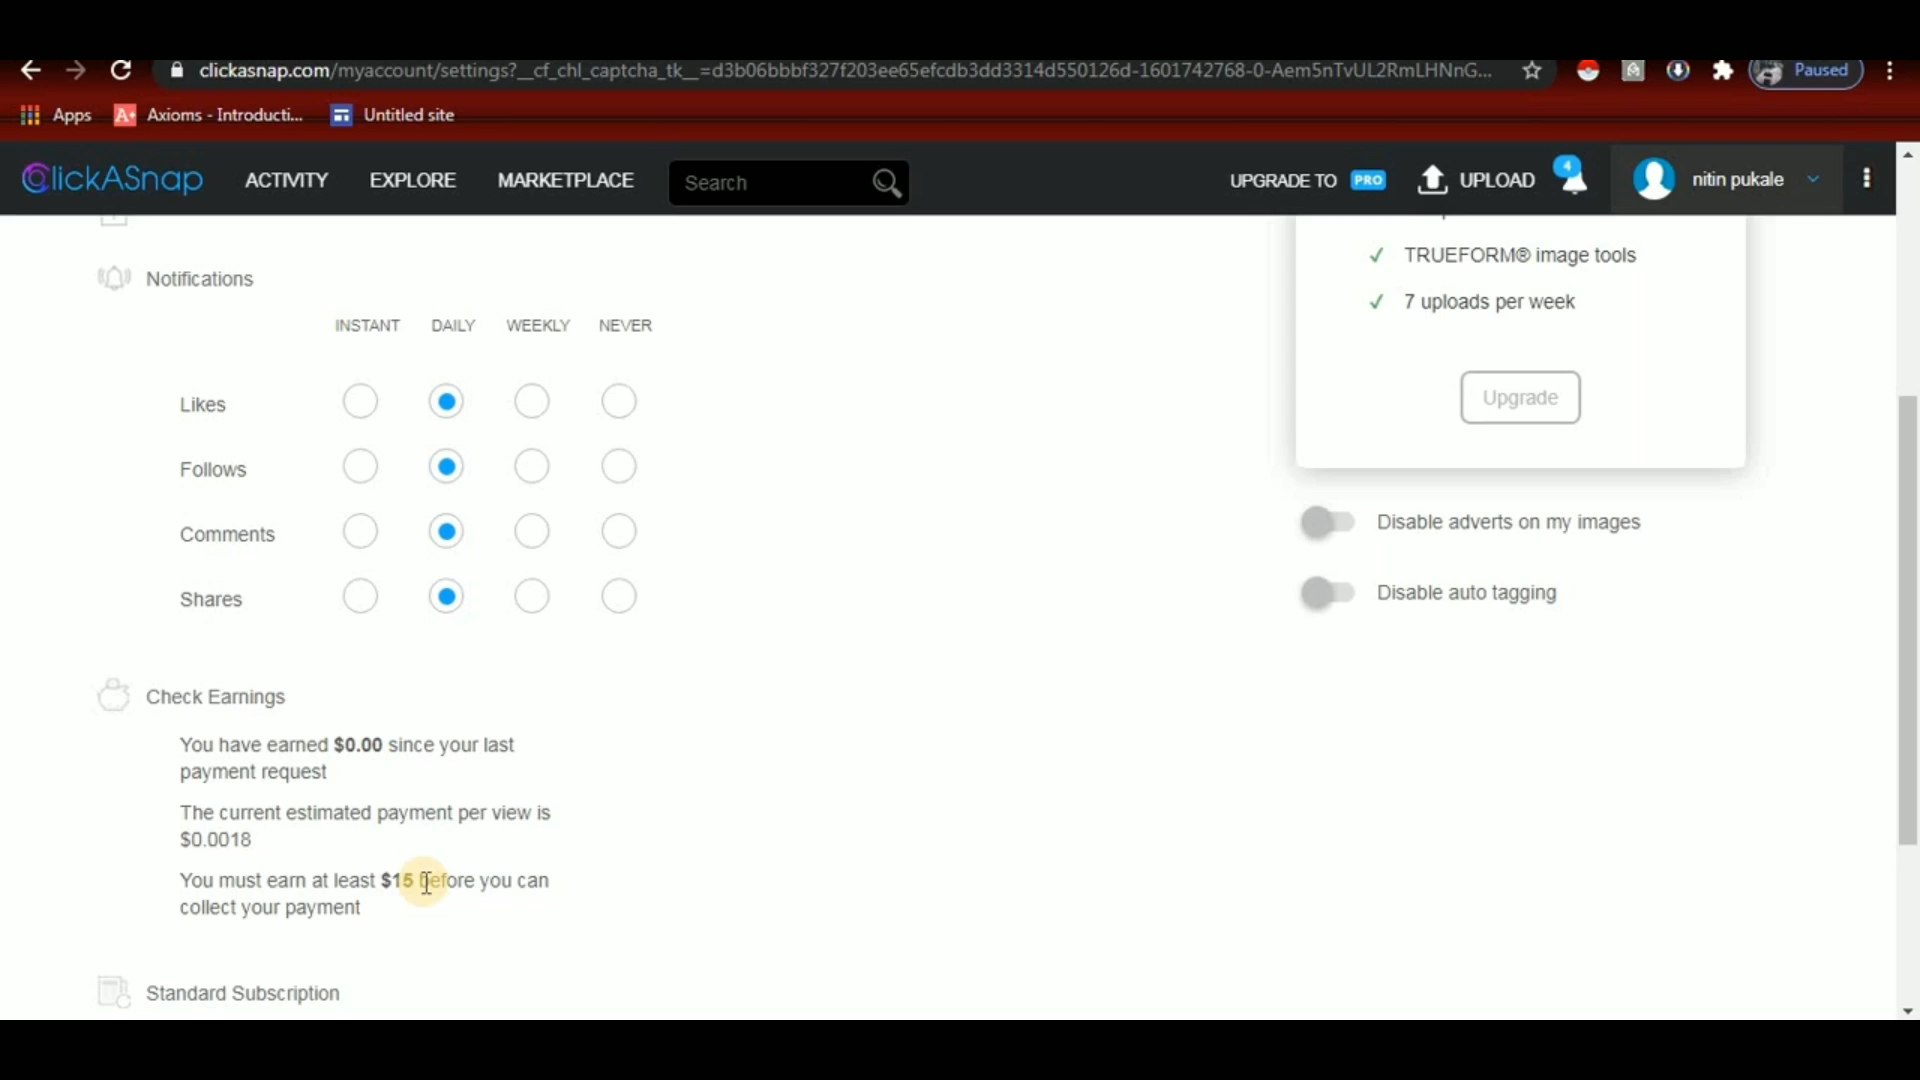 clickasnap.com/myaccount/settings?__cf_chl_captcha_tk__=d3b06bbbf327f203ee65efcdb3dd3314d550126d-1601742768-0-Aem5nTvUL2RmLHNnG... Paused
Apps Axioms - Introducti... Untitled site
ClickASnap ACTIVITY EXPLORE MARKETPLACE Search UPGRADE TO PRO UPLOAD 4 nitin pukale
TRUEFORM® image tools
7 uploads per week
Upgrade
Disable adverts on my images
Disable auto tagging
Notifications
INSTANT DAILY WEEKLY NEVER
Likes
Follows
Comments
Shares
Check Earnings
You have earned $0.00 since your last
payment request
The current estimated payment per view is
$0.0018
You must earn at least $15 before you can
collect your payment
Standard Subscription